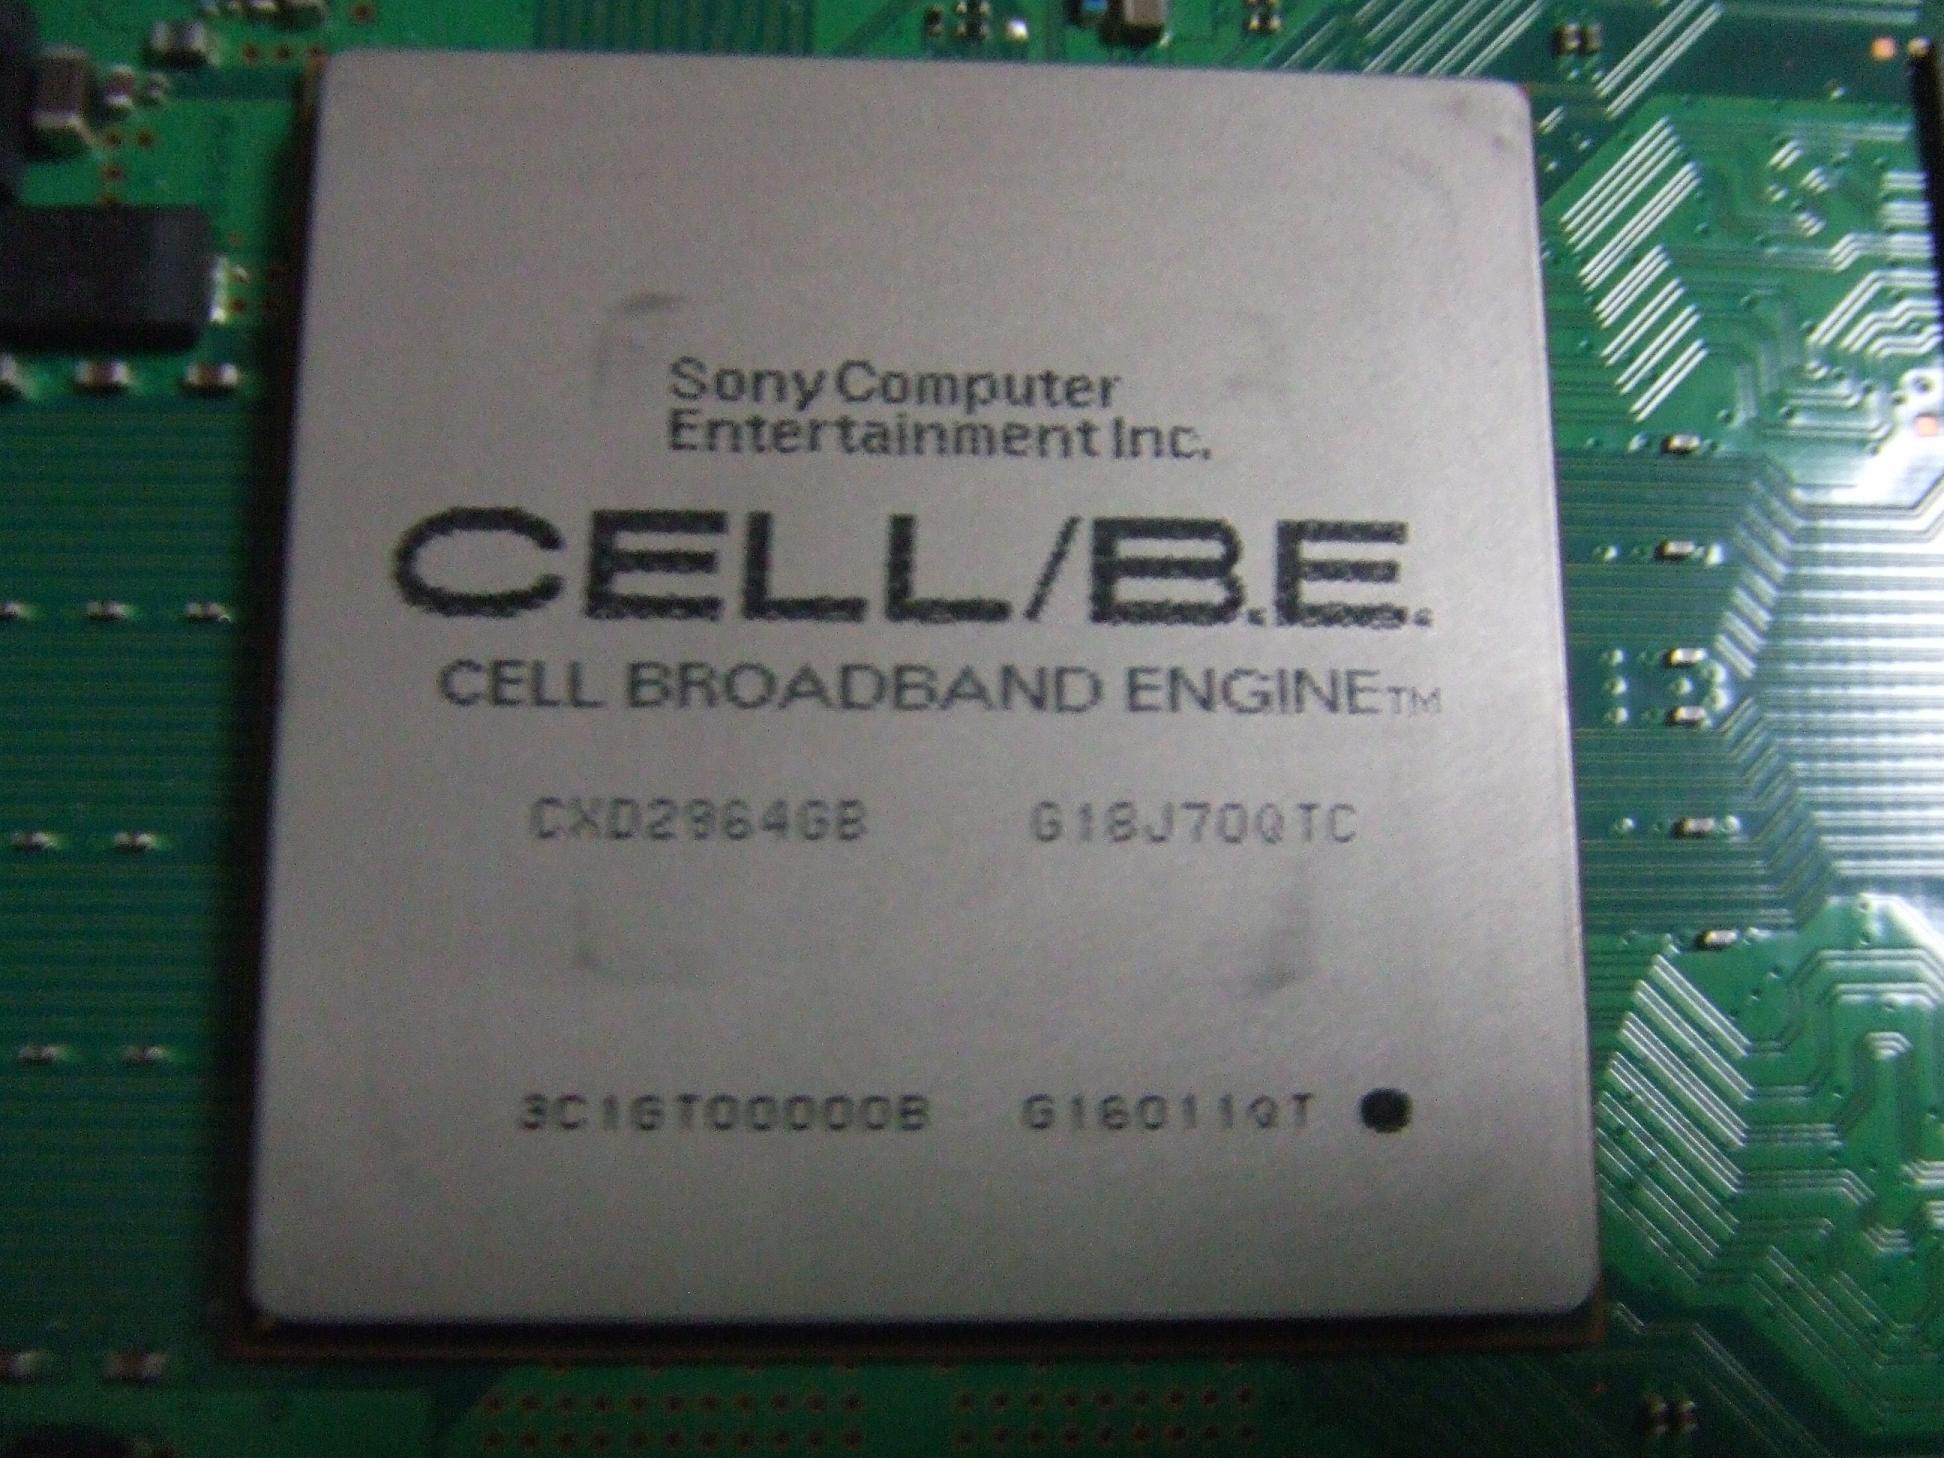 Sony Computer
Entertainment Inc.
CELL/B.E.
CELL BROADBAND ENGINE™
CXD2964GB G18J70QTC
3C1GT00000B G16011QT